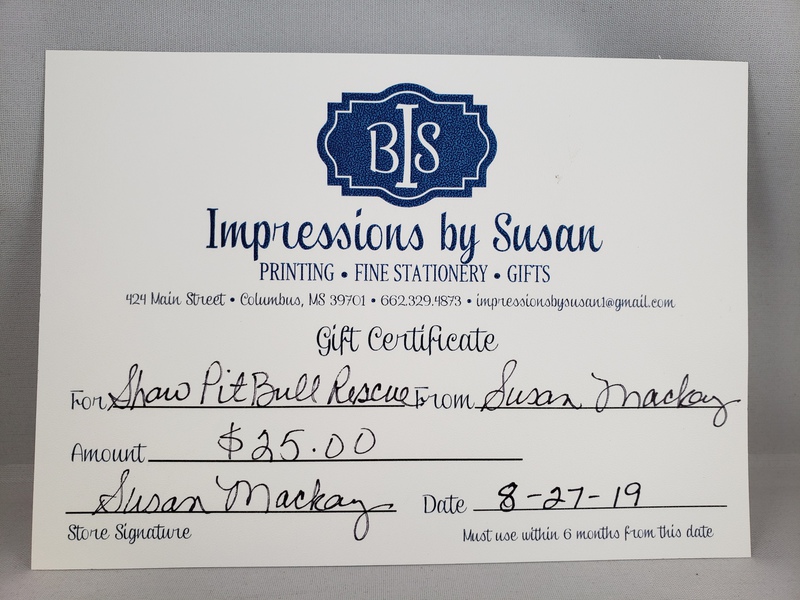 BIS
Impressions by Susan
PRINTING • FINE STATIONERY • GIFTS
424 Main Street • Columbus, MS 39701 • 662.329.4873 • impressionsbysusan1@gmail.com
Gift Certificate
For Shaw Pit Bull Rescue From Susan Mackay
Amount $25.00
Susan Mackay Date 8-27-19
Store Signature Must use within 6 months from this date